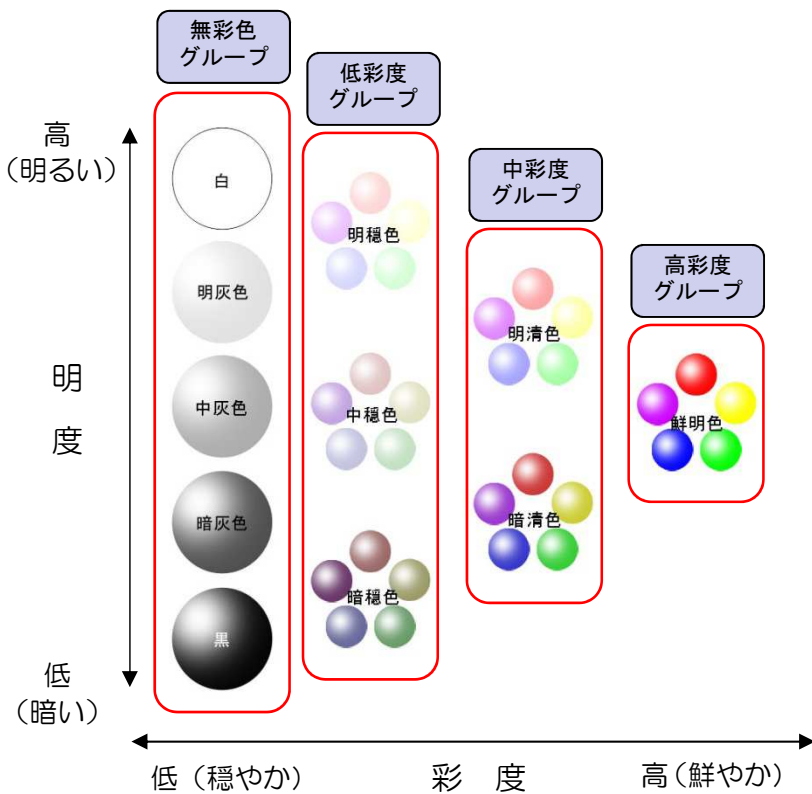 無彩色
グループ
低彩度
グループ
中彩度
グループ
高彩度
グループ
高
（明るい）
明
度
低
（暗い）
白
明灰色
中灰色
暗灰色
黒
明穏色
中穏色
暗穏色
明清色
暗清色
鮮明色
低（穏やか）
彩　度
高（鮮やか）